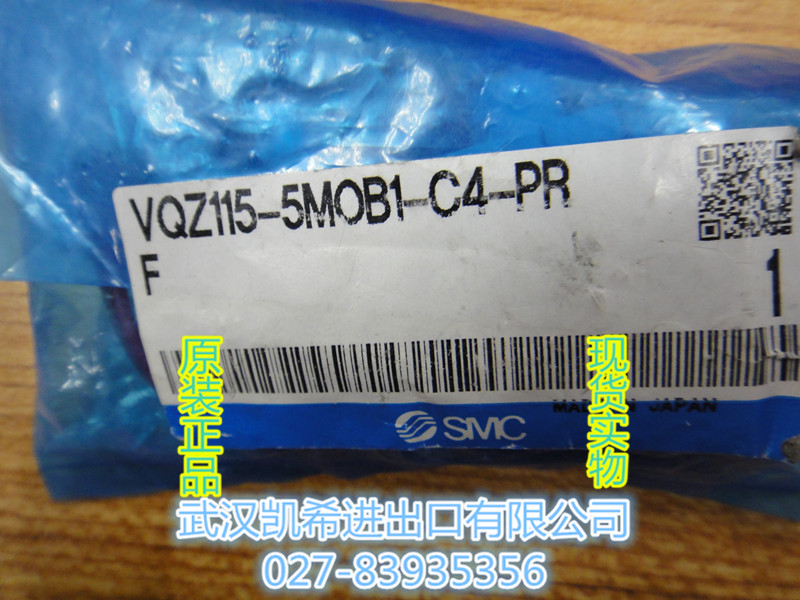 VQZ115-5MOB1-C4-PR
F
1
原装正品
现货实物
SMC
MADE IN JAPAN
武汉凯希进出口有限公司
027-83935356